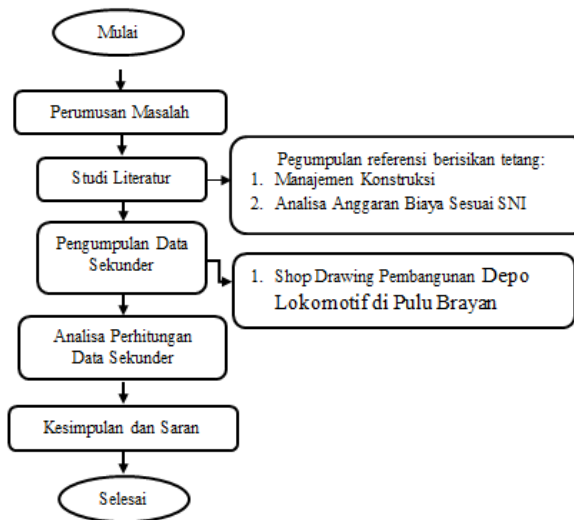 Mulai
Perumusan Masalah
Studi Literatur
Pegumpulan referensi berisikan tetang:
1. Manajemen Konstruksi
2. Analisa Anggaran Biaya Sesuai SNI
Pengumpulan Data
Sekunder
1. Shop Drawing Pembangunan Depo
Lokomotif di Pulu Brayan
Analisa Perhitungan
Data Sekunder
Kesimpulan dan Saran
Selesai